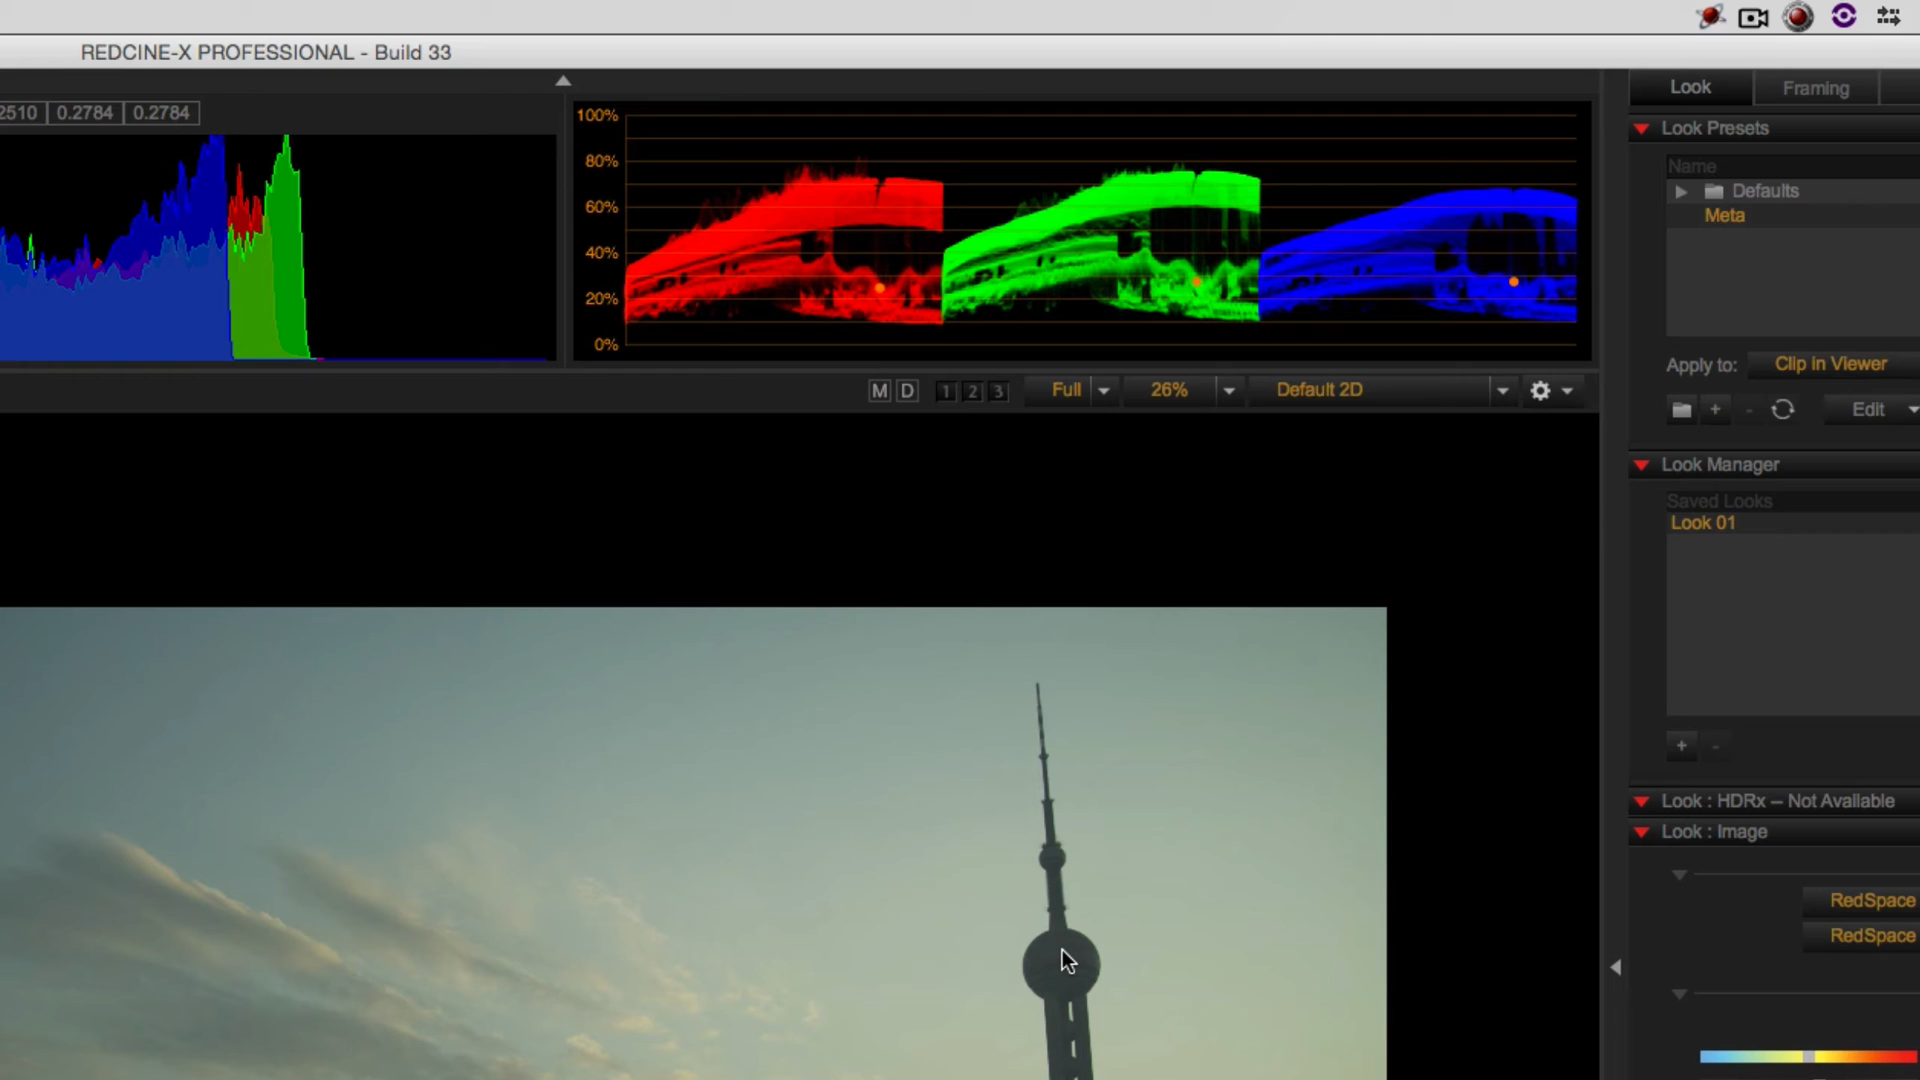 REDCINE-X PROFESSIONAL - Build 33
2510 0.2784 0.2784
100%
80%
60%
40%
20%
0%
M D 1 2 3 Full 26% Default 2D
Look Framing
Look Presets
Name
Defaults
Meta
Apply to: Clip in Viewer
+ - Edit
Look Manager
Saved Looks
Look 01
+ -
Look : HDRx – Not Available
Look : Image
RedSpace
RedSpace